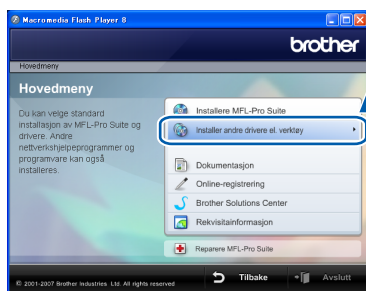 Macromedia Flash Player 8
brother
Hovedmeny
Hovedmeny
Du kan velge standard
installasjon av MFL-Pro Suite og
drivere. Andre
nettverkshjelpeprogrammer og
programvare kan også
installeres.
Installere MFL-Pro Suite
Installer andre drivere el. verktøy
Dokumentasjon
Online-registrering
Brother Solutions Center
Rekvisitainformasjon
Reparere MFL-Pro Suite
© 2001-2007 Brother Industries Ltd. All rights reserved
Tilbake
Avslutt